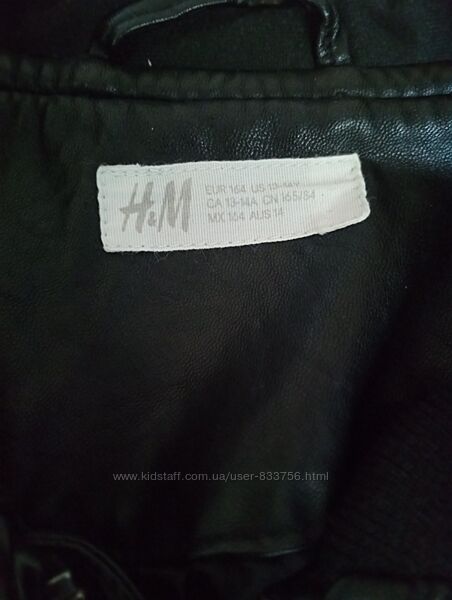 H&M
EUR 164 US 13-14Y
CA 13-14A CN 165/84
MX 164 AUS 14
www.kidstaff.com.ua/user-833756.html